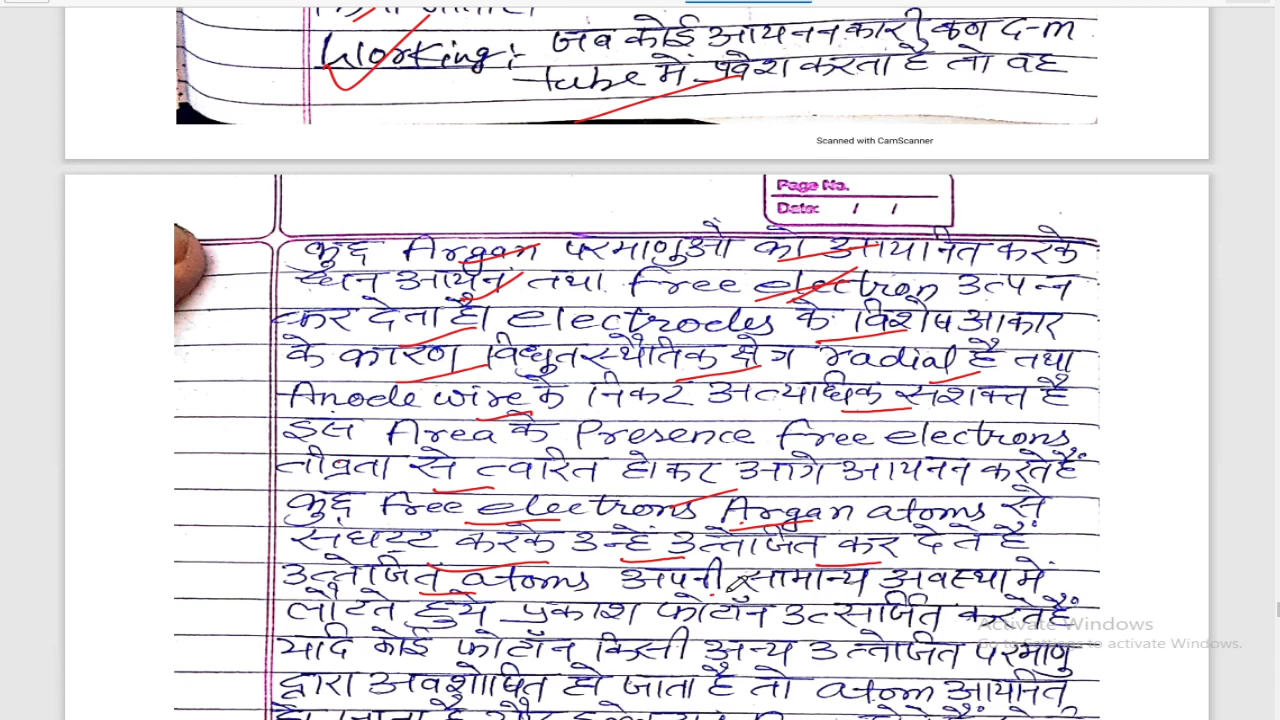 Working:- जब कोई आयनन कारी कण G-m
tube में प्रवेश करता है तो वह
Scanned with CamScanner
Page No.
Date: / /
कुछ Argan परमाणुओं को आयनित करके
धन आयन तथा free electron उत्पन्न
कर देता है। electrodes के विशेष आकार
के कारण विधुत स्थैतिक क्षेत्र radial है तथा
Anode wire के निकट अत्याधिक सशक्त है
इस Area के Presence free electrons
तीव्रता से त्वरित होकर आगे आयनन करते हैं
कुछ free electrons Argan atoms से
संघट्ट करके उन्हें उत्तेजित कर देते हैं
उत्तेजित atoms अपनी सामान्य अवस्था में
लौटते हुये प्रकाश फोटॉन उत्सर्जित करते हैं
यदि कोई फोटॉन किसी अन्य उत्तेजित परमाणु
द्वारा अवशोषित हो जाता है तो atom आयनित
Activate Windows
Go to Settings to activate Windows.